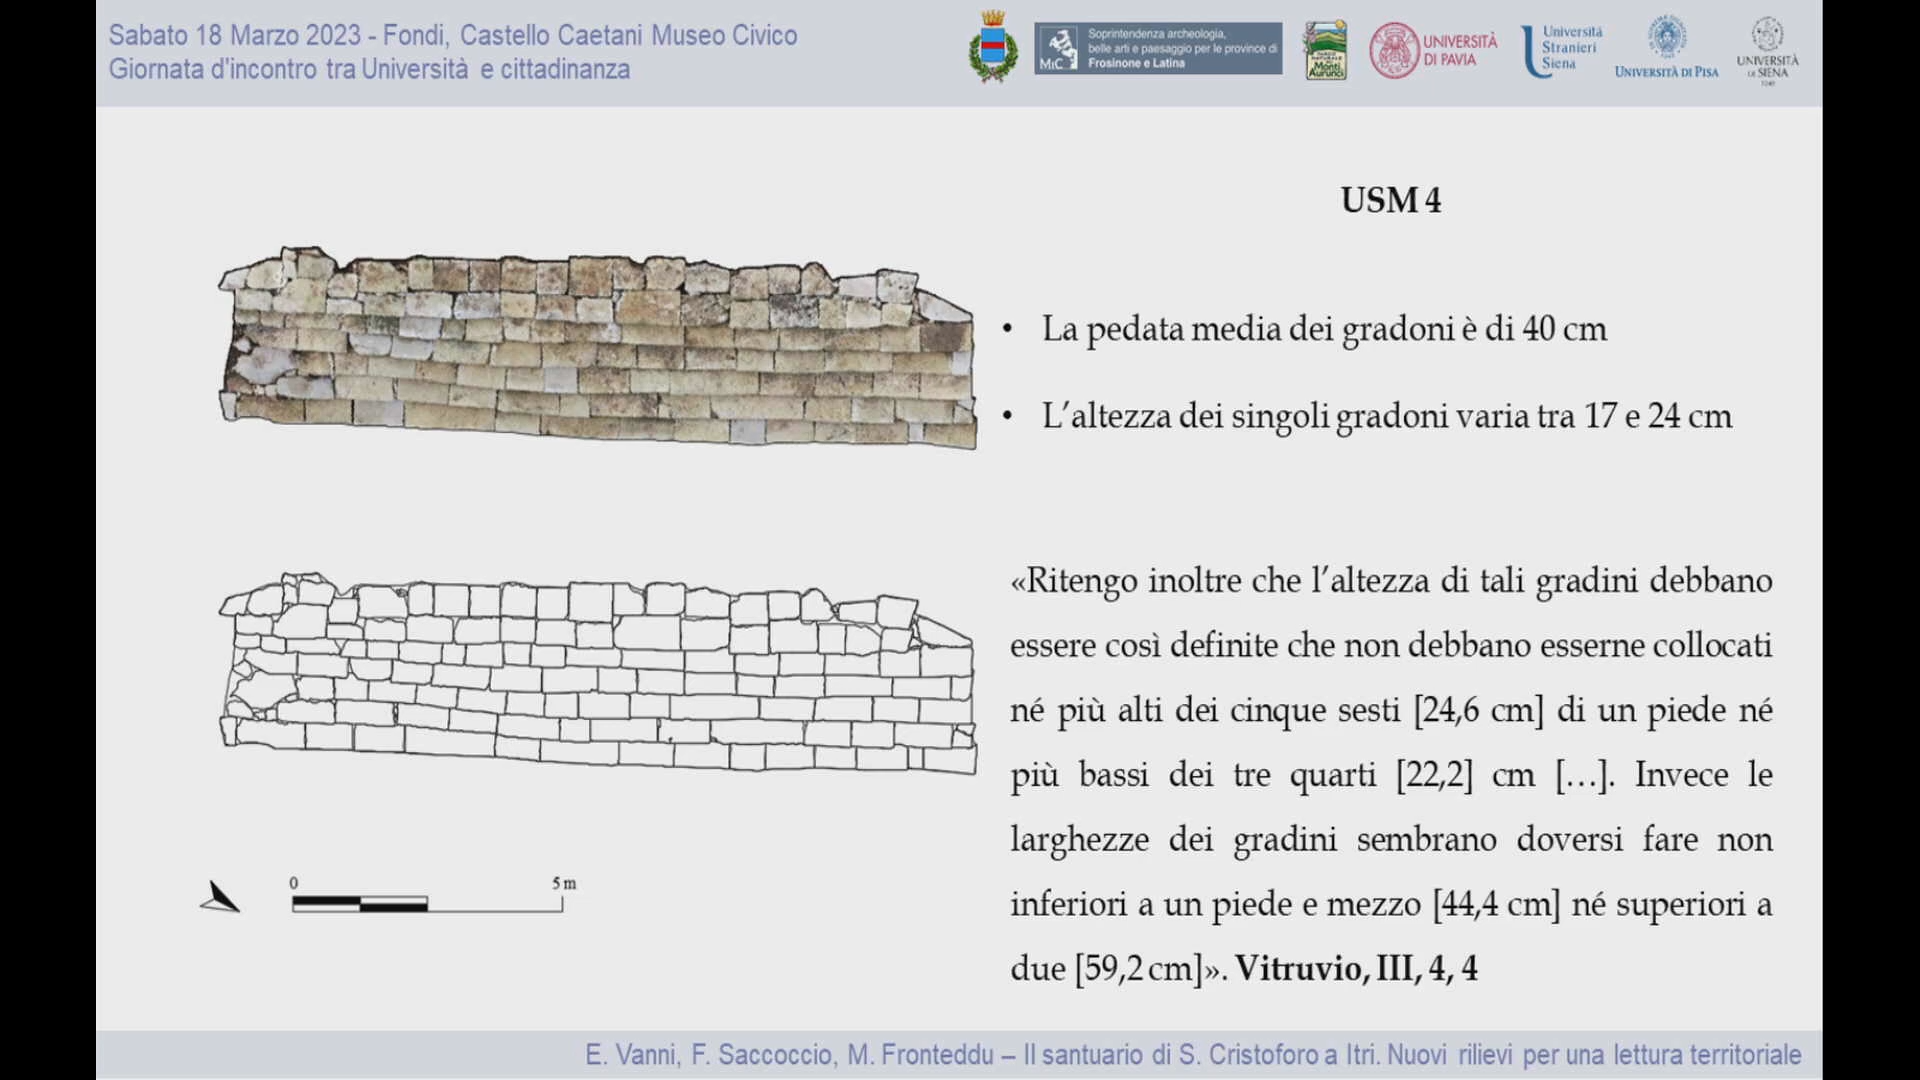 Sabato 18 Marzo 2023 - Fondi, Castello Caetani Museo Civico
Giornata d'incontro tra Università e cittadinanza
MiC
Soprintendenza archeologia,
belle arti e paesaggio per le province di
Frosinone e Latina
Monti
Aurunci
UNIVERSITÀ
DI PAVIA
Università
Stranieri
Siena
UNIVERSITÀ DI PISA
UNIVERSITÀ
DI SIENA
1240
USM 4
• La pedata media dei gradoni è di 40 cm
• L'altezza dei singoli gradoni varia tra 17 e 24 cm
«Ritengo inoltre che l'altezza di tali gradini debbano
essere così definite che non debbano esserne collocati
né più alti dei cinque sesti [24,6 cm] di un piede né
più bassi dei tre quarti [22,2] cm […]. Invece le
larghezze dei gradini sembrano doversi fare non
inferiori a un piede e mezzo [44,4 cm] né superiori a
due [59,2 cm]». Vitruvio, III, 4, 4
0 5 m
E. Vanni, F. Saccoccio, M. Fronteddu – Il santuario di S. Cristoforo a Itri. Nuovi rilievi per una lettura territoriale